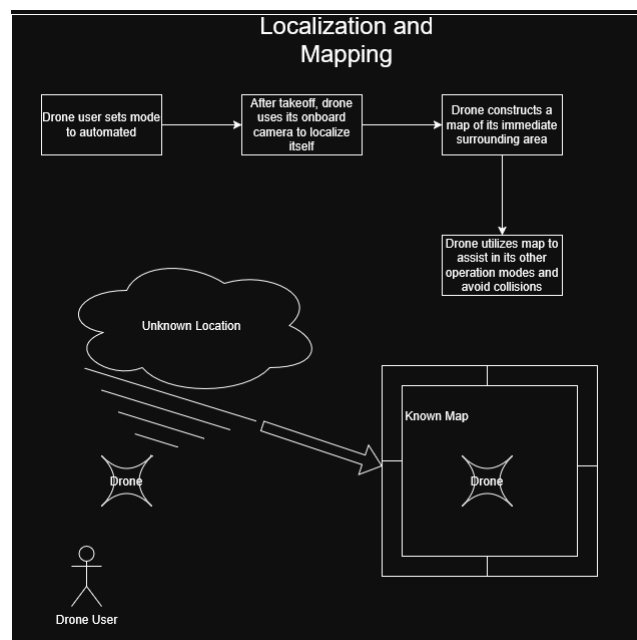 Localization and
Mapping
Drone user sets mode
to automated
After takeoff, drone
uses its onboard
camera to localize
itself
Drone constructs a
map of its immediate
surrounding area
Drone utilizes map to
assist in its other
operation modes and
avoid collisions
Unknown Location
Known Map
Drone
Drone
Drone User